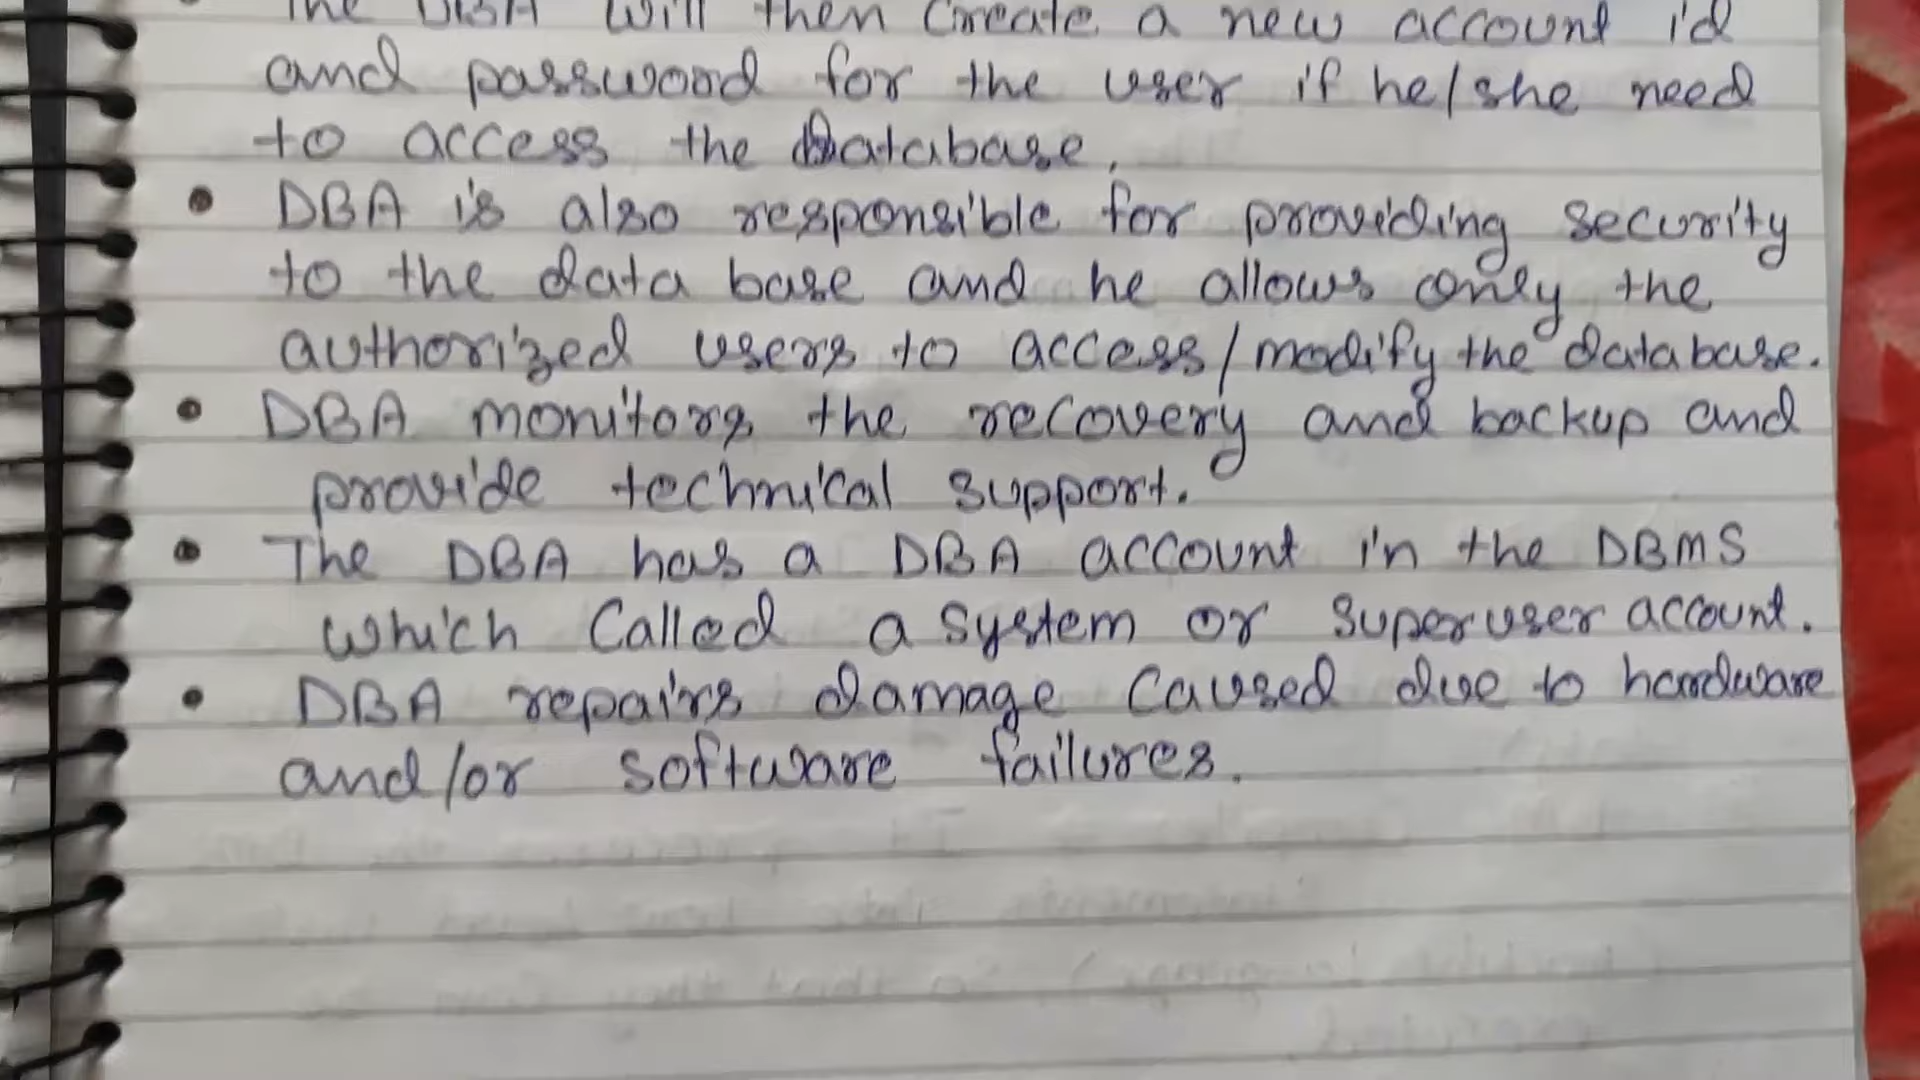 • The DBA will then create a new account id
and password for the user if he/she need
to access the Database.
• DBA is also responsible for providing security
to the data base and he allows only the
authorized users to access/modify the database.
• DBA monitors the recovery and backup and
provide technical support.
• The DBA has a DBA account in the DBMS
which called a system or superuser account.
• DBA repairs damage caused due to hardware
and/or software failures.